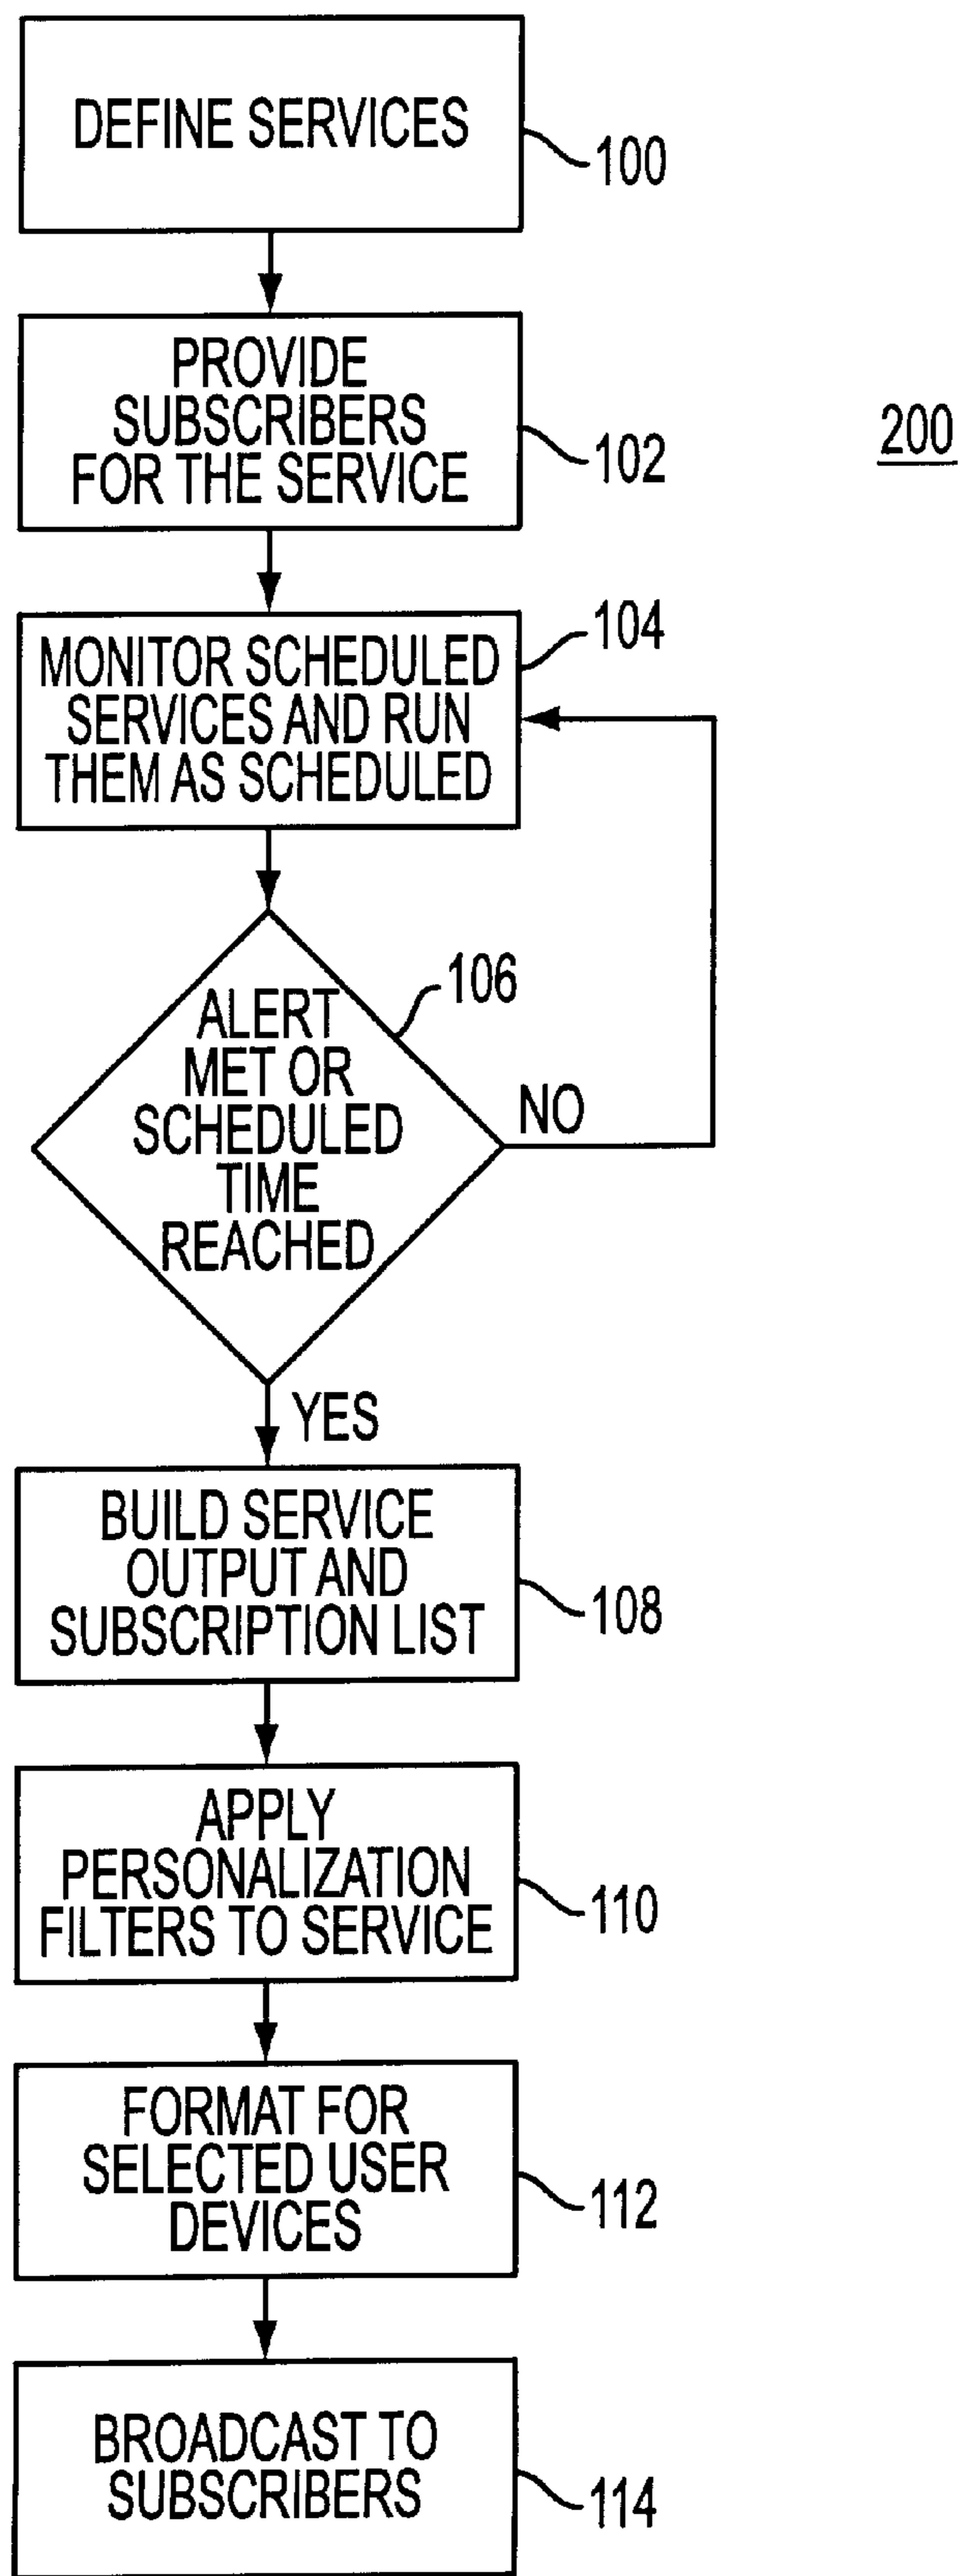 DEFINE SERVICES
100
PROVIDE
SUBSCRIBERS
FOR THE SERVICE
102
200
MONITOR SCHEDULED
SERVICES AND RUN
THEM AS SCHEDULED
104
ALERT
MET OR
SCHEDULED
TIME
REACHED
106
NO
YES
BUILD SERVICE
OUTPUT AND
SUBSCRIPTION LIST
108
APPLY
PERSONALIZATION
FILTERS TO SERVICE
110
FORMAT FOR
SELECTED USER
DEVICES
112
BROADCAST TO
SUBSCRIBERS
114